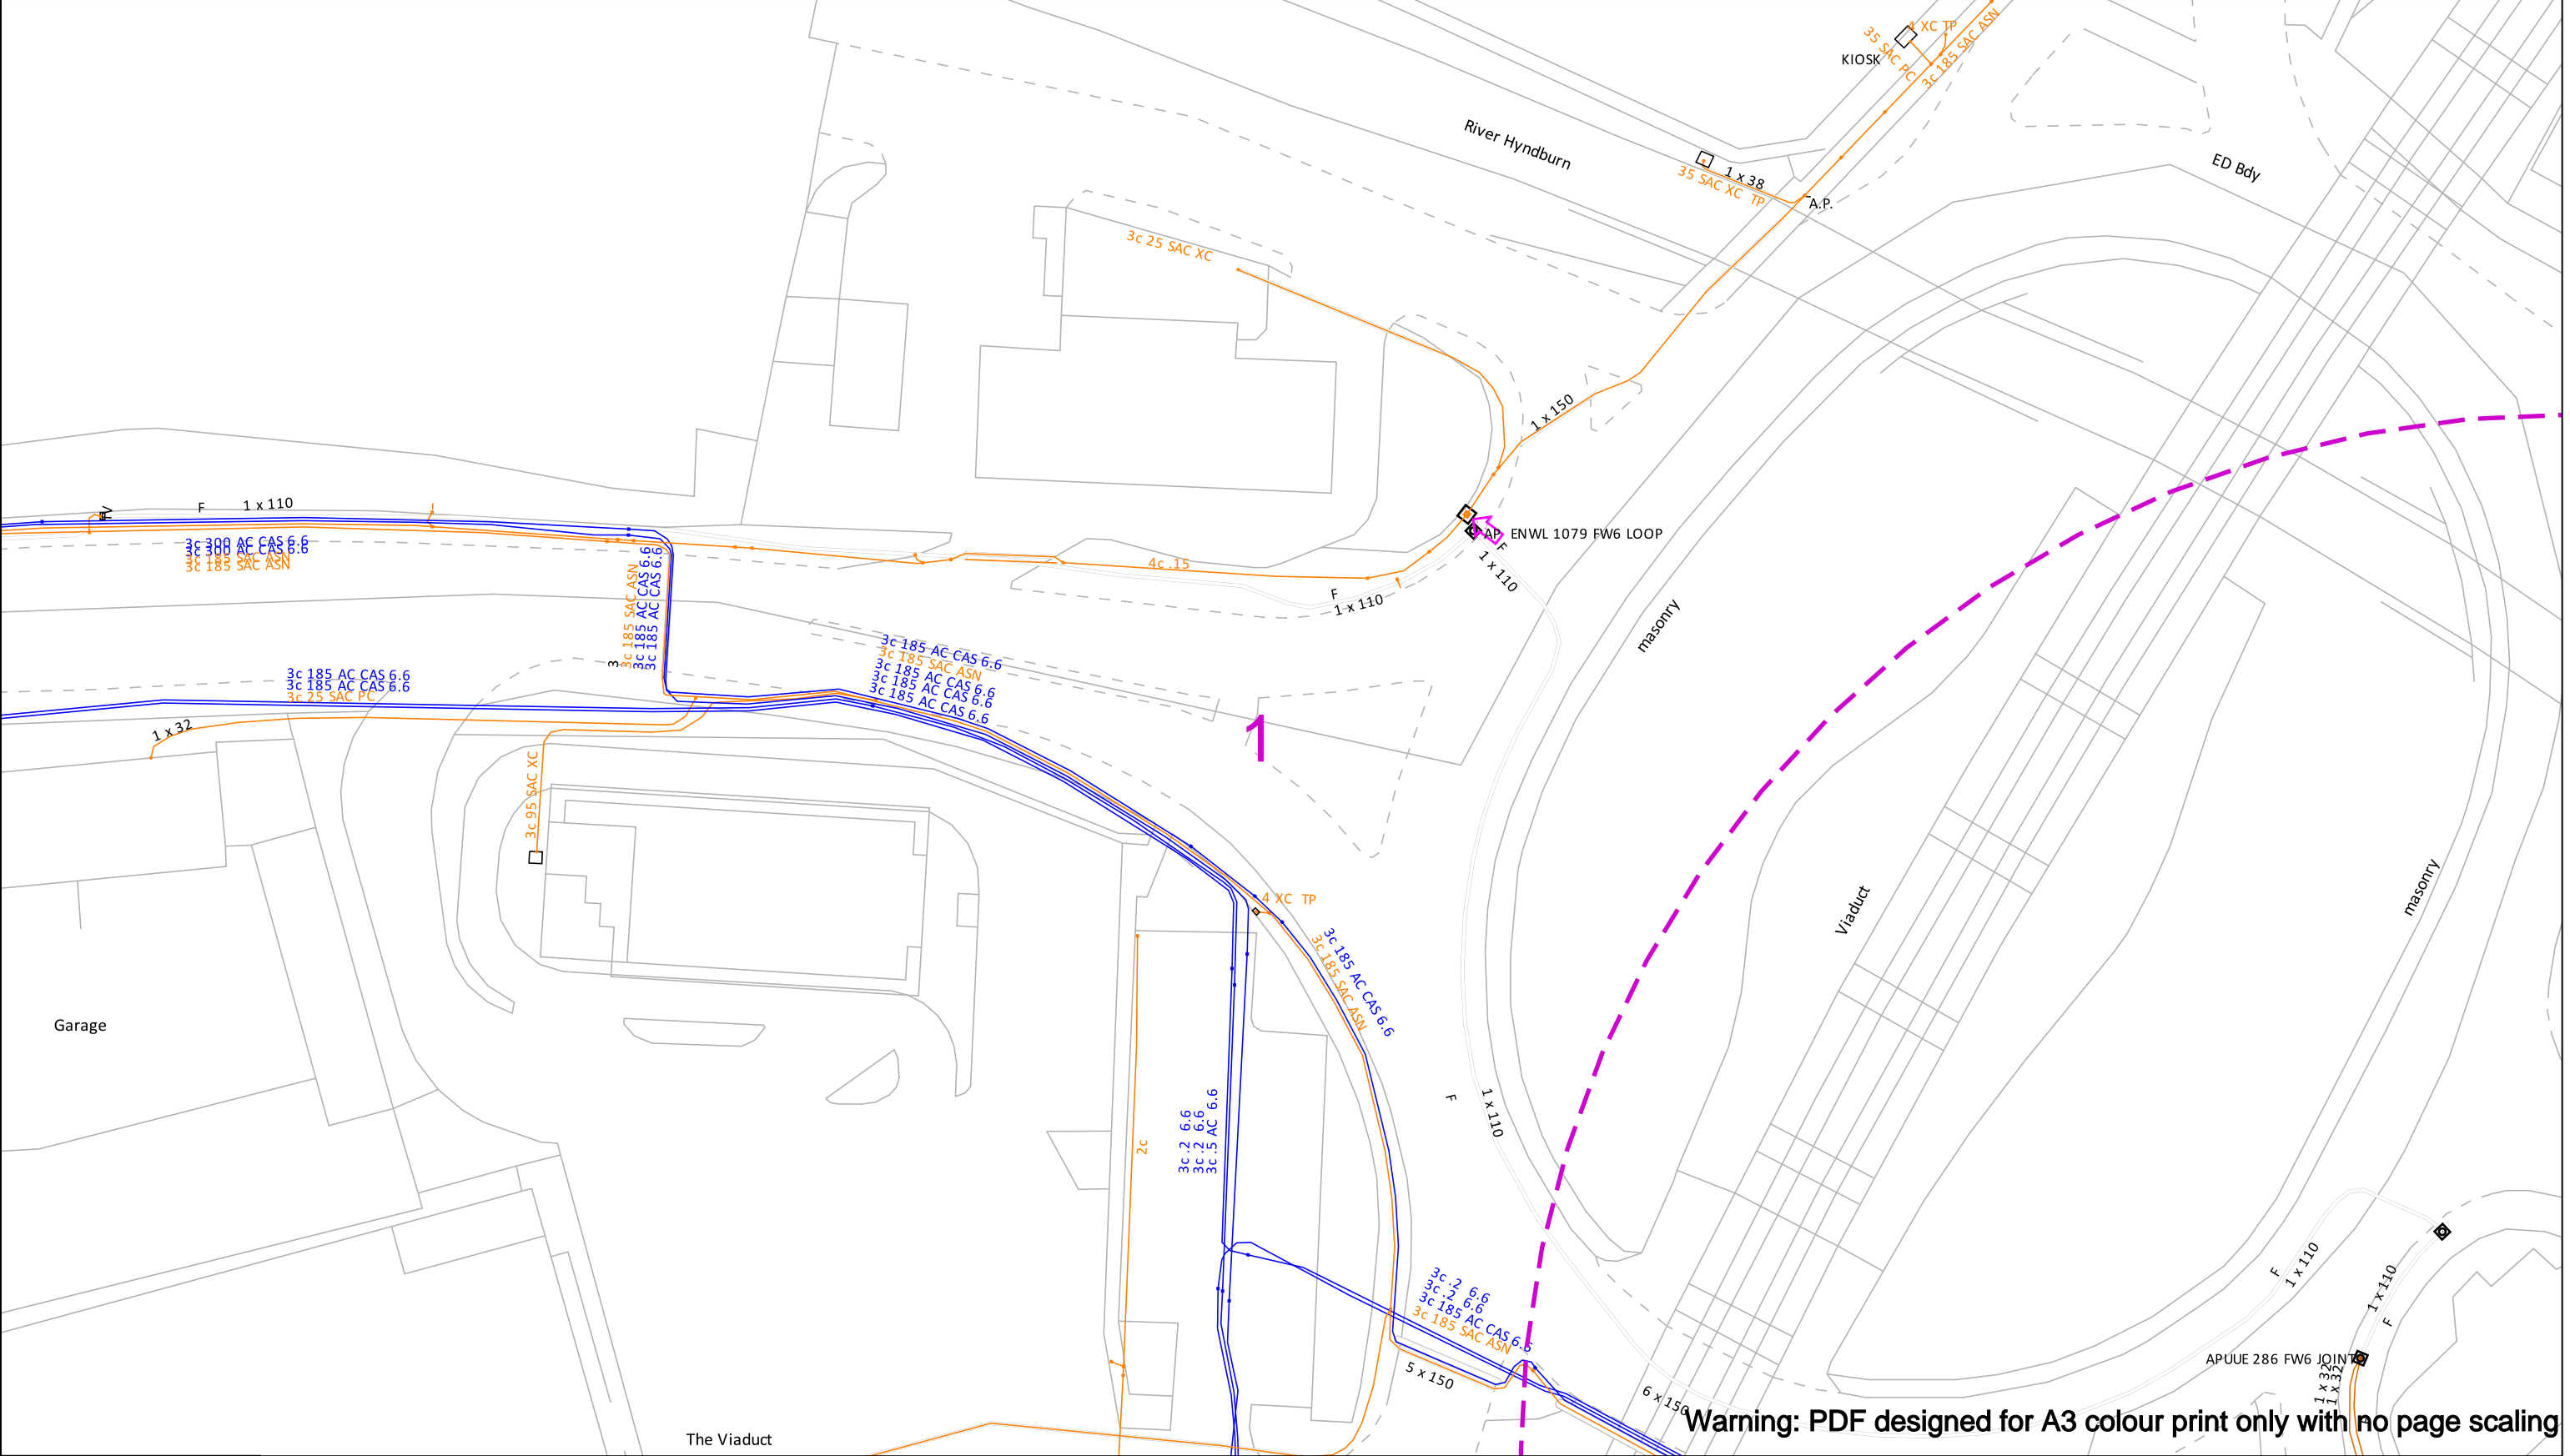 4 XC TP
35 SAC PC
3c 185 SAC ASN
KIOSK
River Hyndburn
1 x 38
35 SAC XC TP
A.P.
ED Bdy
3c 25 SAC XC
1 x 150
F
1 x 110
3c 300 AC CAS 6.6
3c 300 AC CAS 6.6
3c 185 SAC ASN
3c 185 SAC ASN
3c 185 SAC ASN
3c 185 AC CAS 6.6
3c 185 AC CAS 6.6
3
AP ENWL 1079 FW6 LOOP
F
1 x 110
4c .15
F
1 x 110
masonry
3c 185 AC CAS 6.6
3c 185 SAC ASN
3c 185 AC CAS 6.6
3c 185 AC CAS 6.6
3c 185 AC CAS 6.6
3c 185 AC CAS 6.6
3c 185 AC CAS 6.6
3c 25 SAC PC
1 x 32
1
3c 95 SAC XC
4 XC TP
3c 185 AC CAS 6.6
3c 185 SAC ASN
Viaduct
masonry
Garage
2c
3c .2 6.6
3c .2 6.6
3c .5 AC 6.6
F
1 x 110
3c .2 6.6
3c .2 6.6
3c 185 AC CAS 6.6
3c 185 SAC ASN
5 x 150
6 x 150
F
1 x 110
1 x 110
F
APUUE 286 FW6 JOINT
1 x 32
1 x 32
The Viaduct
Warning: PDF designed for A3 colour print only with no page scaling